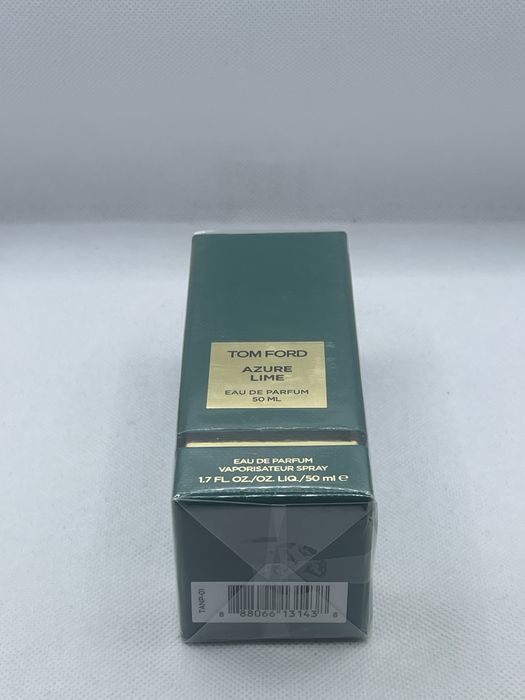 TOM FORD
AZURE
LIME
EAU DE PARFUM
50 ML
EAU DE PARFUM
VAPORISATEUR SPRAY
1.7 FL. OZ./OZ. LIQ./50 ml ℮
TANP-01
8 88066 13143 8